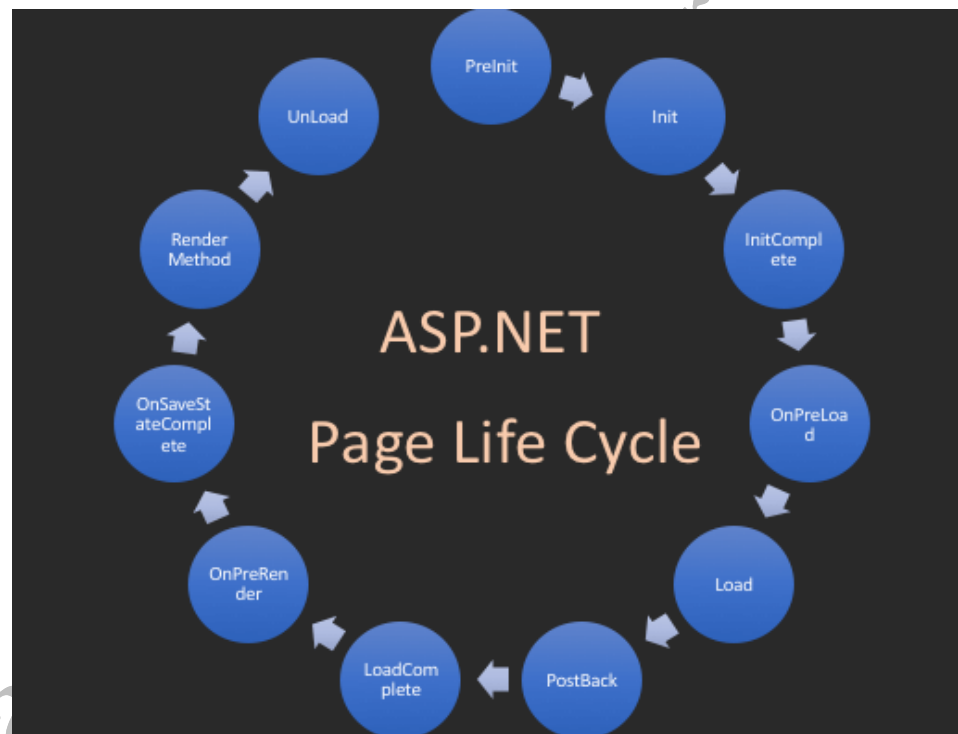 PreInit
Init
InitCompl
ete
OnPreLoa
d
Load
PostBack
LoadCom
plete
OnPreRen
der
OnSaveSt
ateCompl
ete
Render
Method
UnLoad
ASP.NET
Page Life Cycle